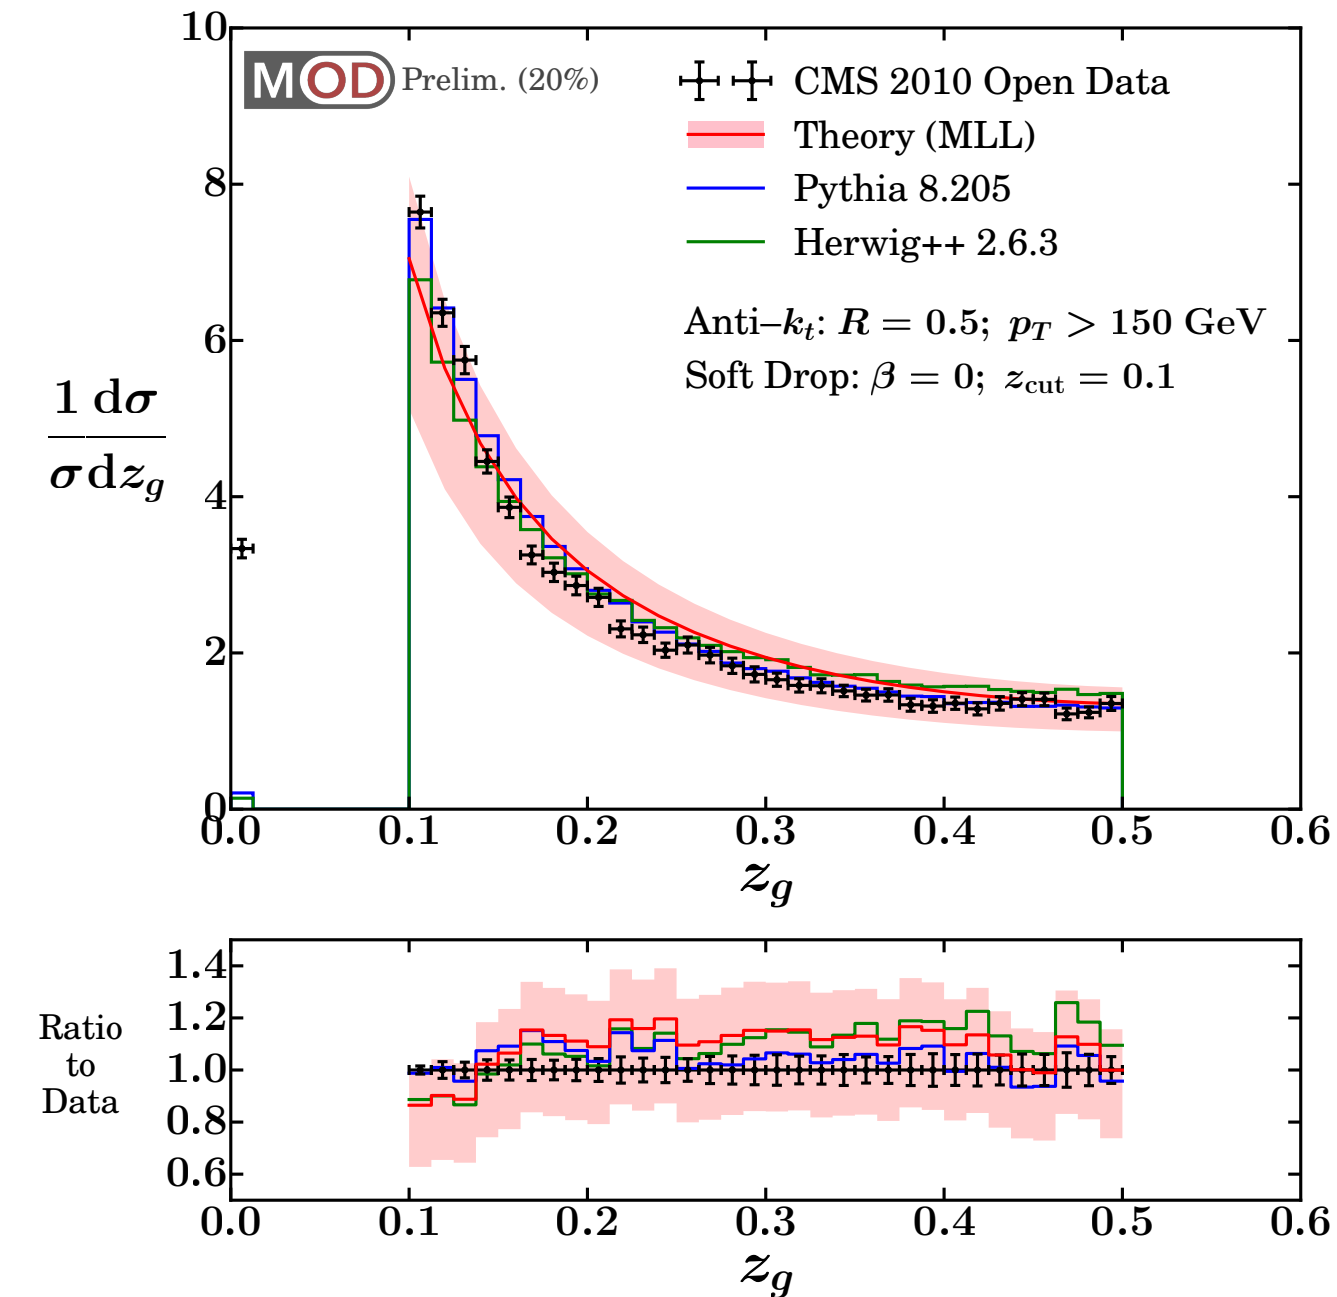 10
8
6
4
2
0
MOD Prelim. (20%)
CMS 2010 Open Data
Theory (MLL)
Pythia 8.205
Herwig++ 2.6.3
Anti–kt: R = 0.5; pT > 150 GeV
Soft Drop: β = 0; zcut = 0.1
1 dσ
σ dzg
0.0 0.1 0.2 0.3 0.4 0.5 0.6
zg
1.4
1.2
1.0
0.8
0.6
Ratio
to
Data
0.0 0.1 0.2 0.3 0.4 0.5 0.6
zg